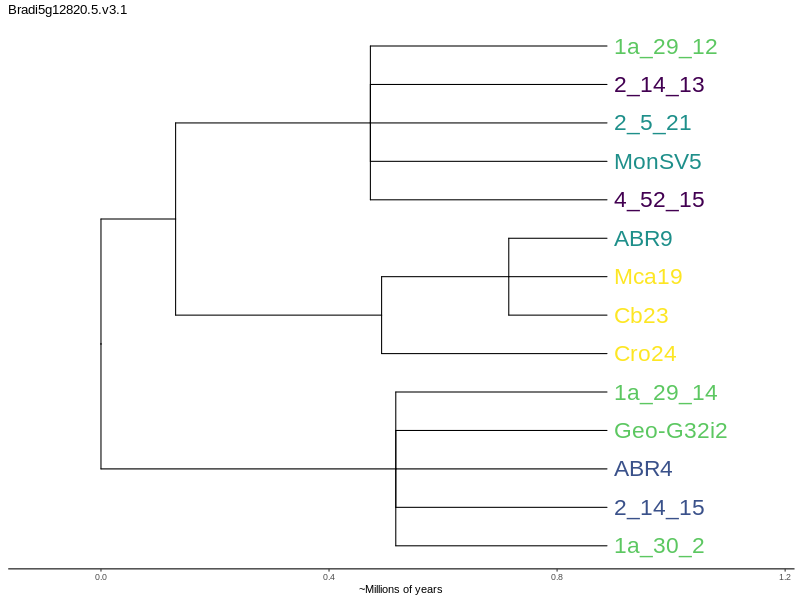 Bradi5g12820.5.v3.1
1a_29_12
2_14_13
2_5_21
MonSV5
4_52_15
ABR9
Mca19
Cb23
Cro24
1a_29_14
Geo-G32i2
ABR4
2_14_15
1a_30_2
0.0 0.4 0.8 1.2
~Millions of years